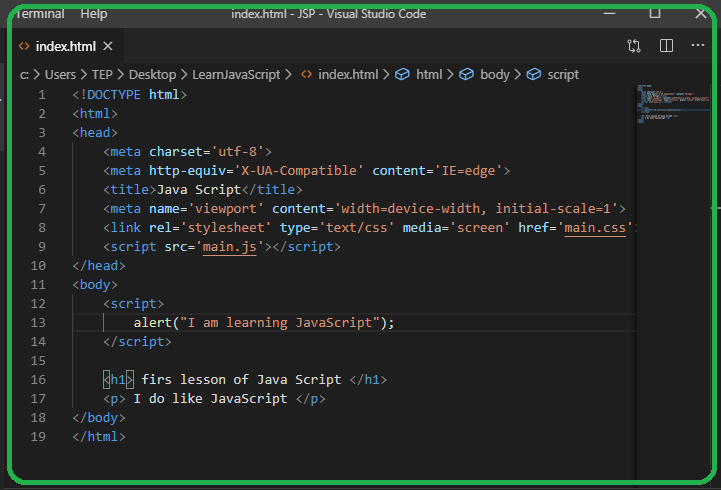 Terminal Help index.html - JSP - Visual Studio Code
index.html
C: > Users > TEP > Desktop > LearnJavaScript > index.html > html > body > script
1 <!DOCTYPE html>
2 <html>
3 <head>
4 <meta charset='utf-8'>
5 <meta http-equiv='X-UA-Compatible' content='IE=edge'>
6 <title>Java Script</title>
7 <meta name='viewport' content='width=device-width, initial-scale=1'>
8 <link rel='stylesheet' type='text/css' media='screen' href='main.css'
9 <script src='main.js'></script>
10 </head>
11 <body>
12 <script>
13 alert("I am learning JavaScript");
14 </script>
15
16 <h1> firs lesson of Java Script </h1>
17 <p> I do like JavaScript </p>
18 </body>
19 </html>